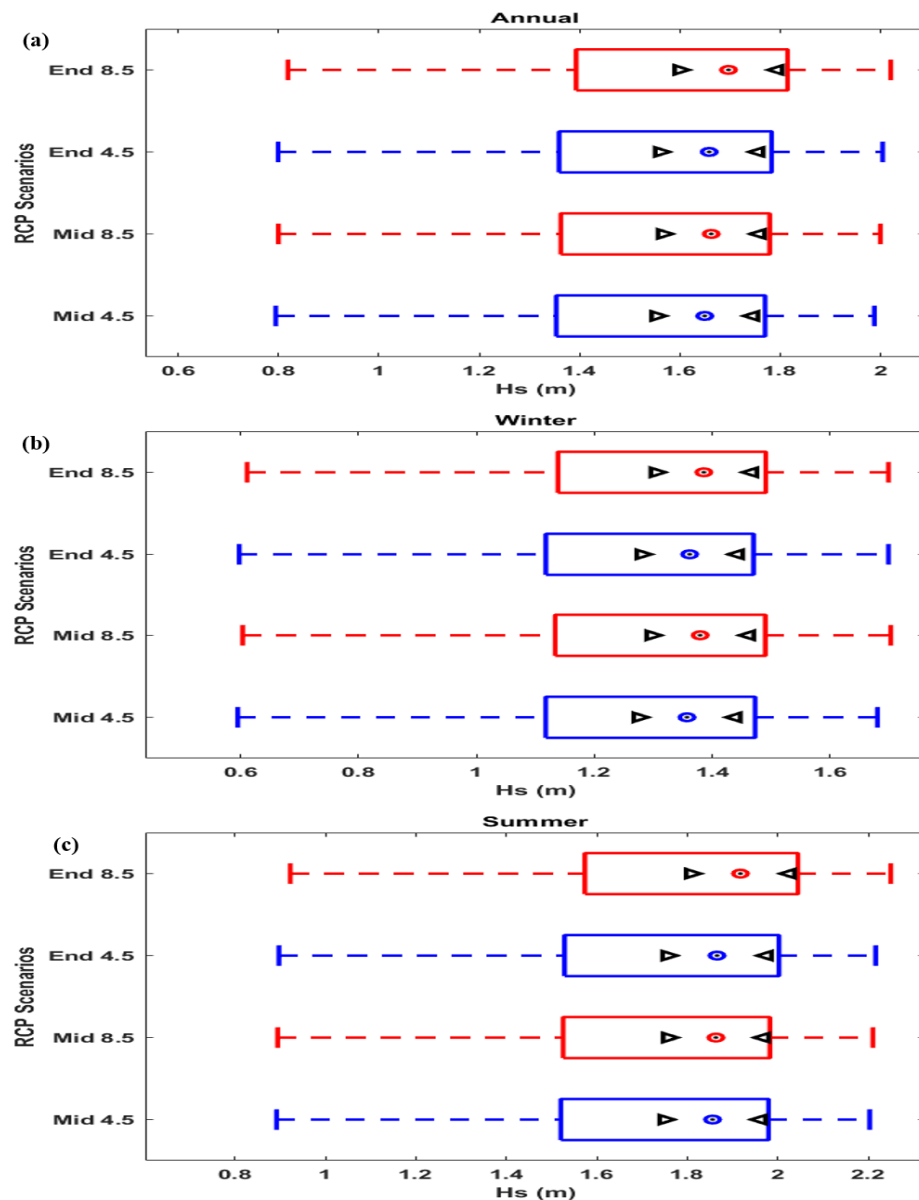 Annual
(a)
End 8.5
End 4.5
Mid 8.5
Mid 4.5
RCP Scenarios
0.6 0.8 1 1.2 1.4 1.6 1.8 2
Hs (m)
Winter
(b)
End 8.5
End 4.5
Mid 8.5
Mid 4.5
RCP Scenarios
0.6 0.8 1 1.2 1.4 1.6
Hs (m)
Summer
(c)
End 8.5
End 4.5
Mid 8.5
Mid 4.5
RCP Scenarios
0.8 1 1.2 1.4 1.6 1.8 2 2.2
Hs (m)